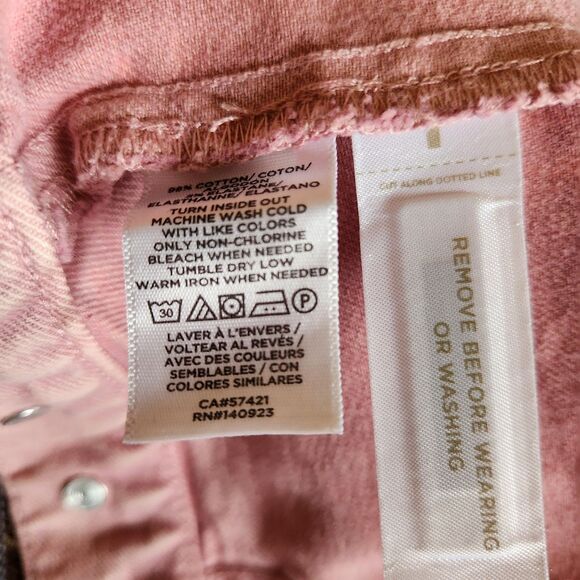 98% COTTON/ COTON/
ALGODON
ELASTANE/
ELASTHANNE/ ELASTANO
TURN INSIDE OUT
MACHINE WASH COLD
WITH LIKE COLORS
ONLY NON-CHLORINE
BLEACH WHEN NEEDED
TUMBLE DRY LOW
WARM IRON WHEN NEEDED
30 P
LAVER À L'ENVERS /
VOLTEAR AL REVÉS /
AVEC DES COULEURS
SEMBLABLES / CON
COLORES SIMILARES
CA#57421
RN#140923
CUT ALONG DOTTED LINE
REMOVE BEFORE WEARING
OR WASHING